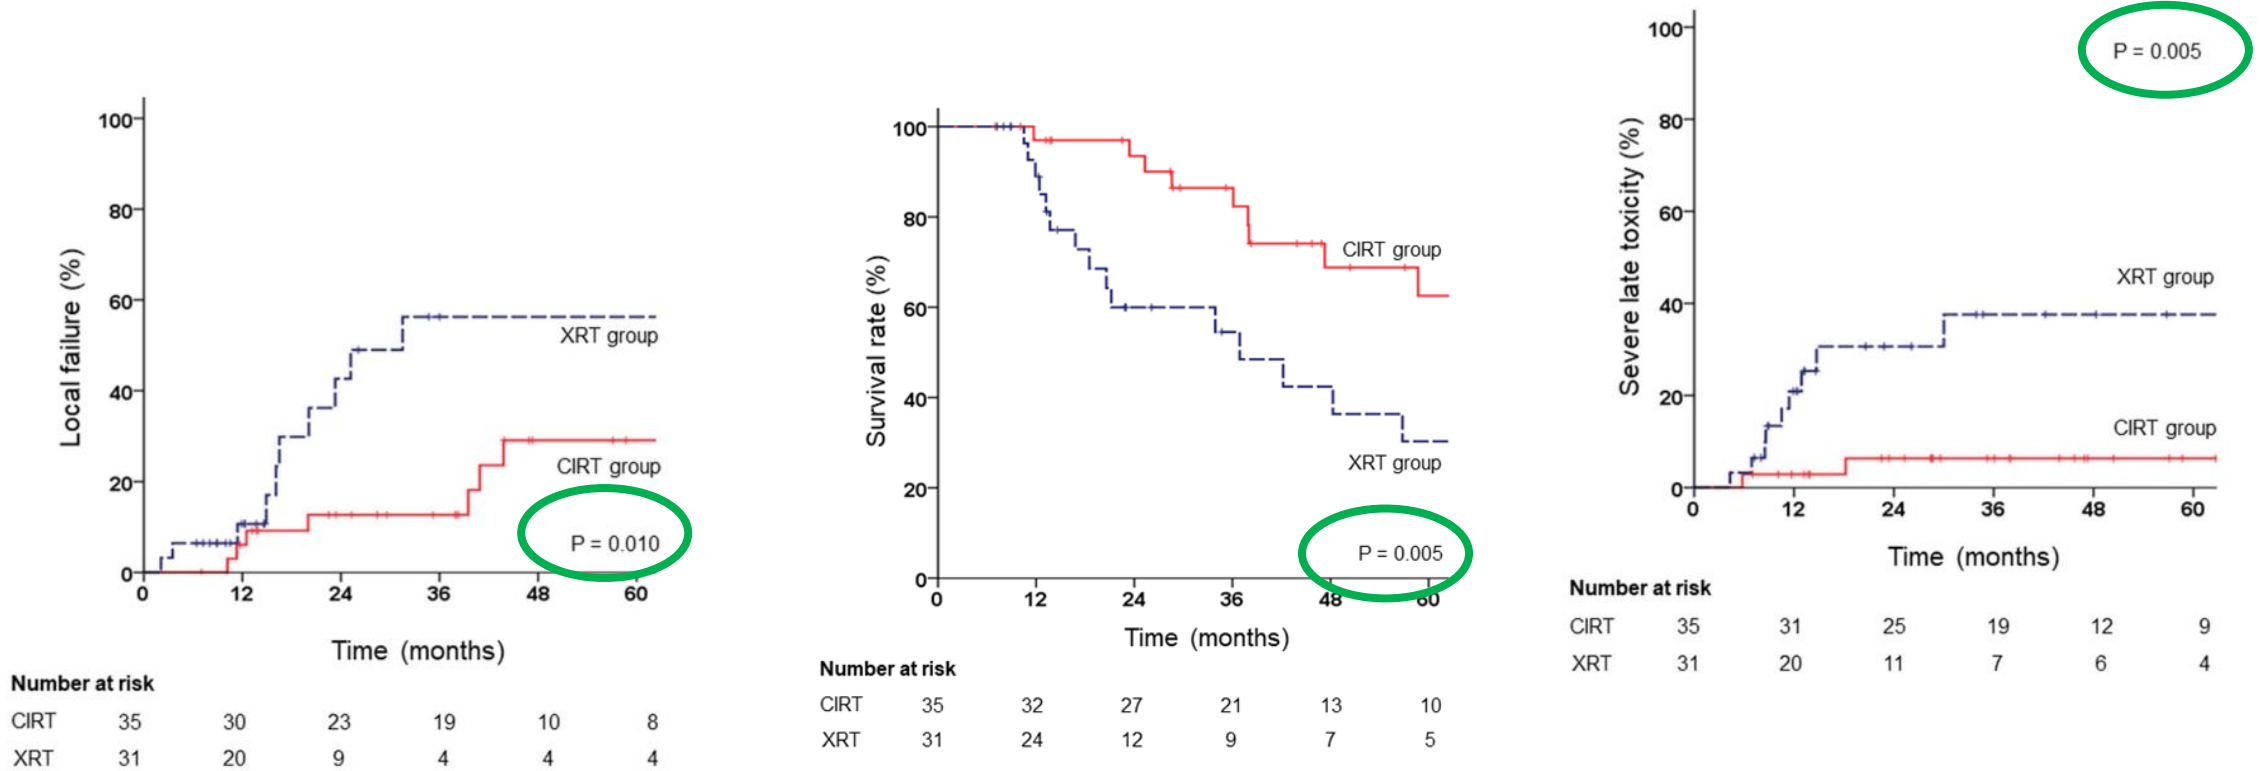 Local failure (%)
100
80
60
40
20
0
XRT group
CIRT group
P = 0.010
0 12 24 36 48 60
Time (months)
Number at risk
CIRT 35 30 23 19 10 8
XRT 31 20 9 4 4 4
Survival rate (%)
100
80
60
40
20
0
CIRT group
XRT group
P = 0.005
0 12 24 36 48 60
Time (months)
Number at risk
CIRT 35 32 27 21 13 10
XRT 31 24 12 9 7 5
Severe late toxicity (%)
100
80
60
40
20
0
P = 0.005
XRT group
CIRT group
0 12 24 36 48 60
Time (months)
Number at risk
CIRT 35 31 25 19 12 9
XRT 31 20 11 7 6 4